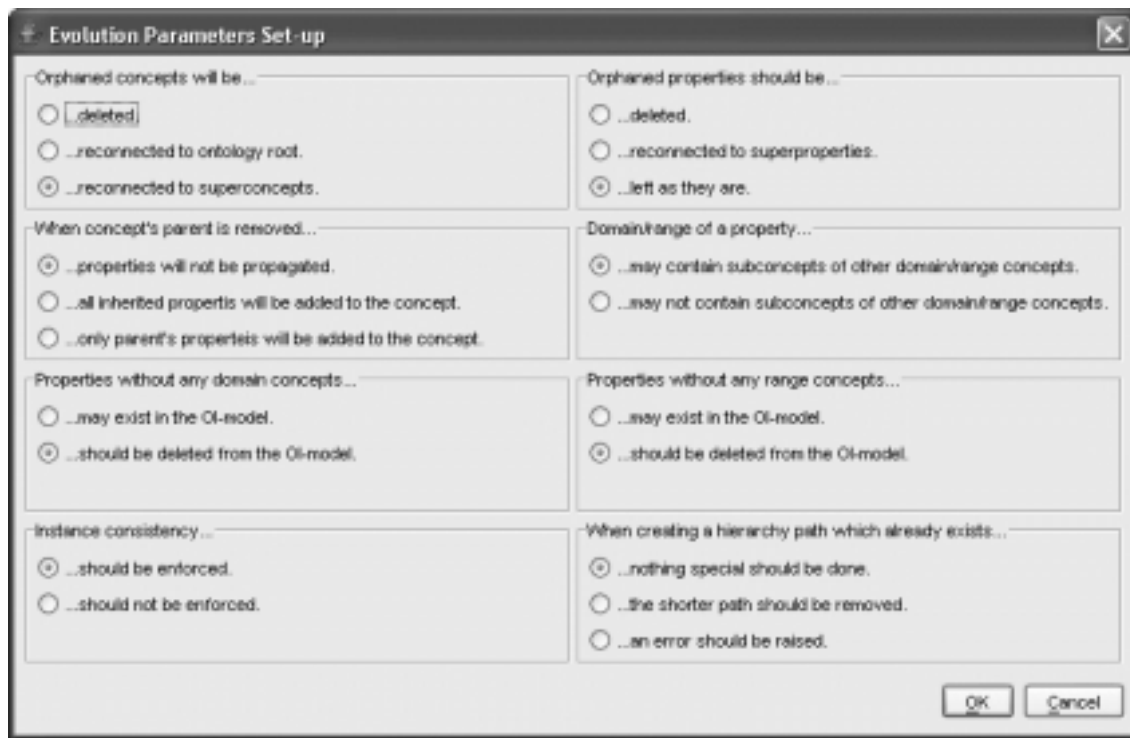 Evolution Parameters Set-up
Orphaned concepts will be...
...deleted.
...reconnected to ontology root.
...reconnected to superconcepts.
Orphaned properties should be...
...deleted.
...reconnected to superproperties.
...left as they are.
When concept's parent is removed...
...properties will not be propagated.
...all inherited propertis will be added to the concept.
...only parent's properteis will be added to the concept.
Domain/range of a property...
...may contain subconcepts of other domain/range concepts.
...may not contain subconcepts of other domain/range concepts.
Properties without any domain concepts...
...may exist in the OI-model.
...should be deleted from the OI-model.
Properties without any range concepts...
...may exist in the OI-model.
...should be deleted from the OI-model.
Instance consistency...
...should be enforced.
...should not be enforced.
When creating a hierarchy path which already exists...
...nothing special should be done.
...the shorter path should be removed.
...an error should be raised.
OK
Cancel